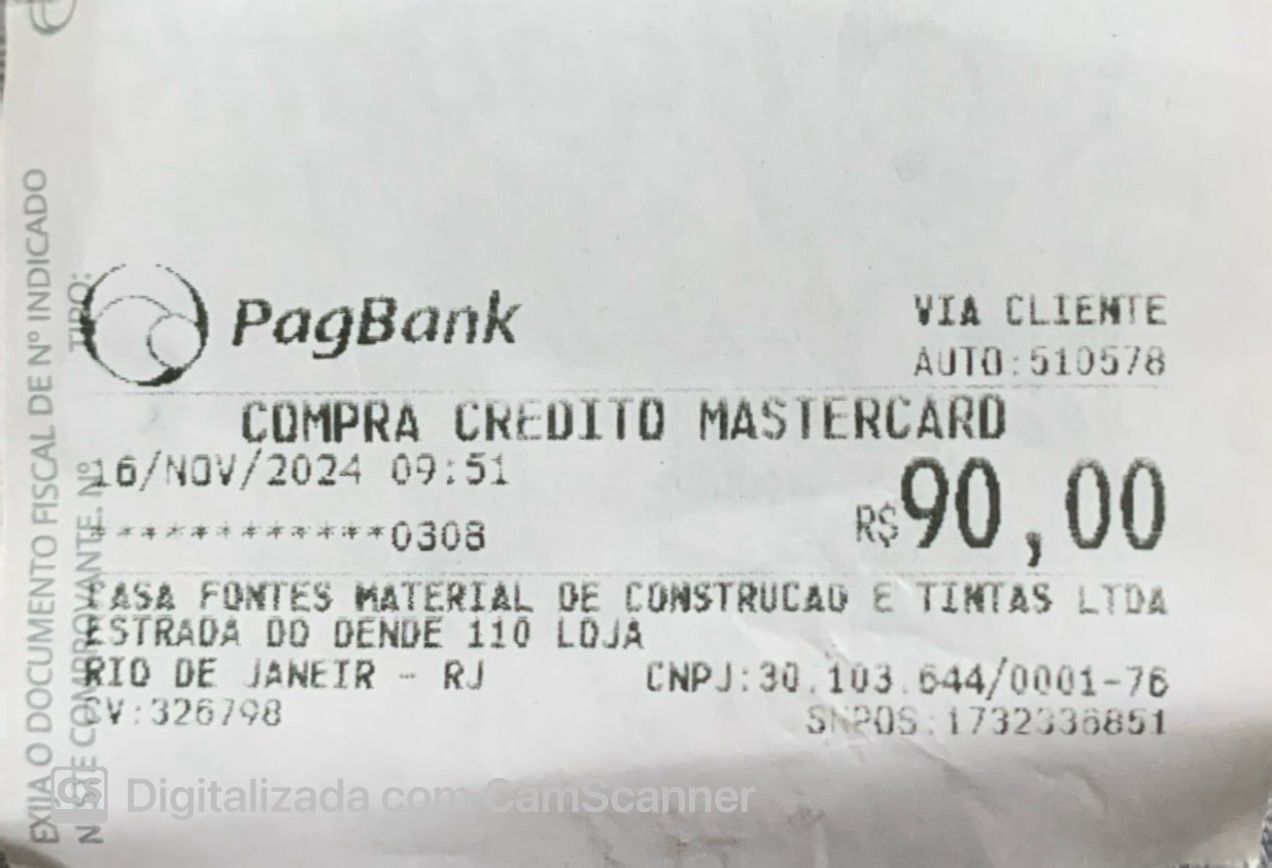 PagBank
VIA CLIENTE
AUTO:510578
COMPRA CREDITO MASTERCARD
16/NOV/2024 09:51
R$90,00
***********0308
CASA FONTES MATERIAL DE CONSTRUCAO E TINTAS LTDA
ESTRADA DO DENDE 110 LOJA
RIO DE JANEIR - RJ CNPJ:30.103.644/0001-76
CV:326798 SNPOS:1732336851
EXIJA O DOCUMENTO FISCAL DE Nº INDICADO
NESTE COMPROVANTE. Nº TIPO:
CS Digitalizada com CamScanner